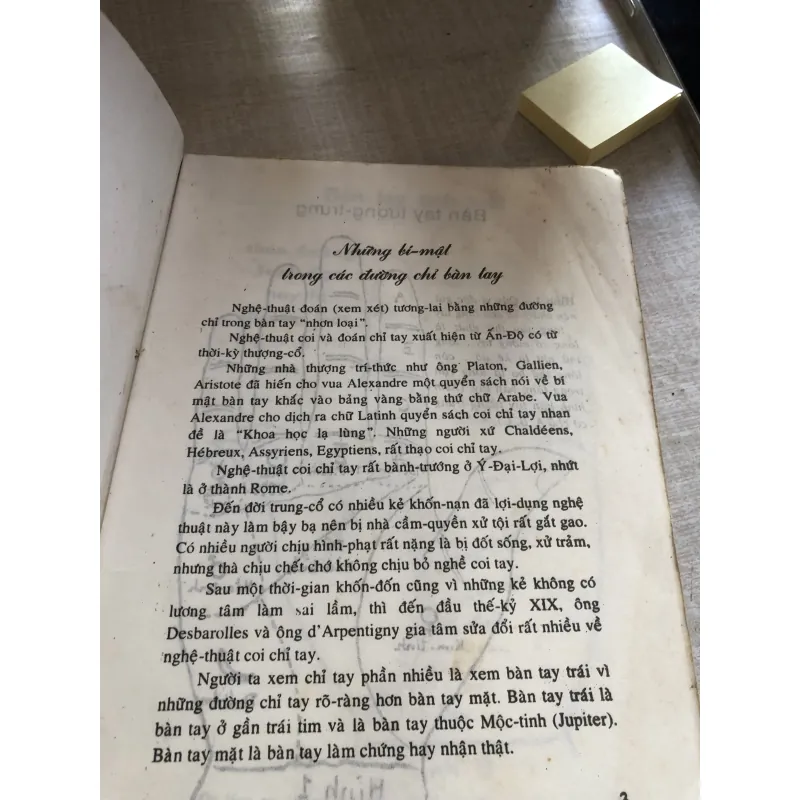 Những bí-mật
trong các đường chỉ bàn tay
Nghệ-thuật đoán (xem xét) tương-lai bằng những đường
chỉ trong bàn tay “nhơn loại”.
Nghệ-thuật coi và đoán chỉ tay xuất hiện từ Ấn-Độ có từ
thời-kỳ thượng-cổ.
Những nhà thượng trí-thức như ông Platon, Gallien,
Aristote đã hiến cho vua Alexandre một quyển sách nói về bí
mật bàn tay khắc vào bảng vàng bằng thứ chữ Arabe. Vua
Alexandre cho dịch ra chữ Latinh quyển sách coi chỉ tay nhan
đề là “Khoa học lạ lùng”. Những người xứ Chaldéens,
Hébreux, Assyriens, Egyptiens, rất thạo coi chỉ tay.
Nghệ-thuật coi chỉ tay rất bành-trướng ở Ý-Đại-Lợi, nhứt
là ở thành Rome.
Đến đời trung-cổ có nhiều kẻ khốn-nạn đã lợi-dụng nghệ
thuật này làm bậy bạ nên bị nhà cầm-quyền xử tội rất gắt gao.
Có nhiều người chịu hình-phạt rất nặng là bị đốt sống, xử trảm,
nhưng thà chịu chết chớ không chịu bỏ nghề coi tay.
Sau một thời-gian khốn-đốn cũng vì những kẻ không có
lương tâm làm sai lầm, thì đến đầu thế-kỷ XIX, ông
Desbarolles và ông d’Arpentigny gia tâm sửa đổi rất nhiều về
nghệ-thuật coi chỉ tay.
Người ta xem chỉ tay phần nhiều là xem bàn tay trái vì
những đường chỉ tay rõ-ràng hơn bàn tay mặt. Bàn tay trái là
bàn tay ở gần trái tim và là bàn tay thuộc Mộc-tinh (Jupiter).
Bàn tay mặt là bàn tay làm chứng hay nhận thật.